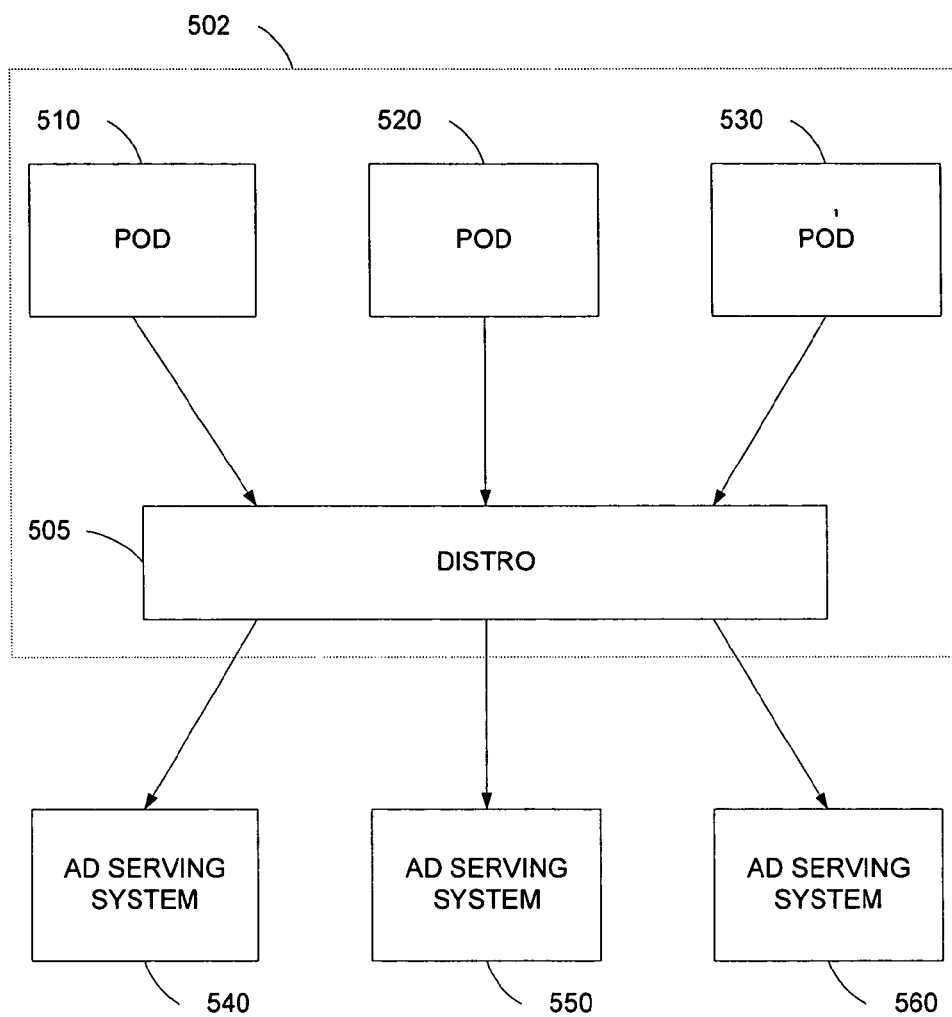 502
510
520
530
POD
POD
POD
505
DISTRO
AD SERVING
SYSTEM
AD SERVING
SYSTEM
AD SERVING
SYSTEM
540
550
560